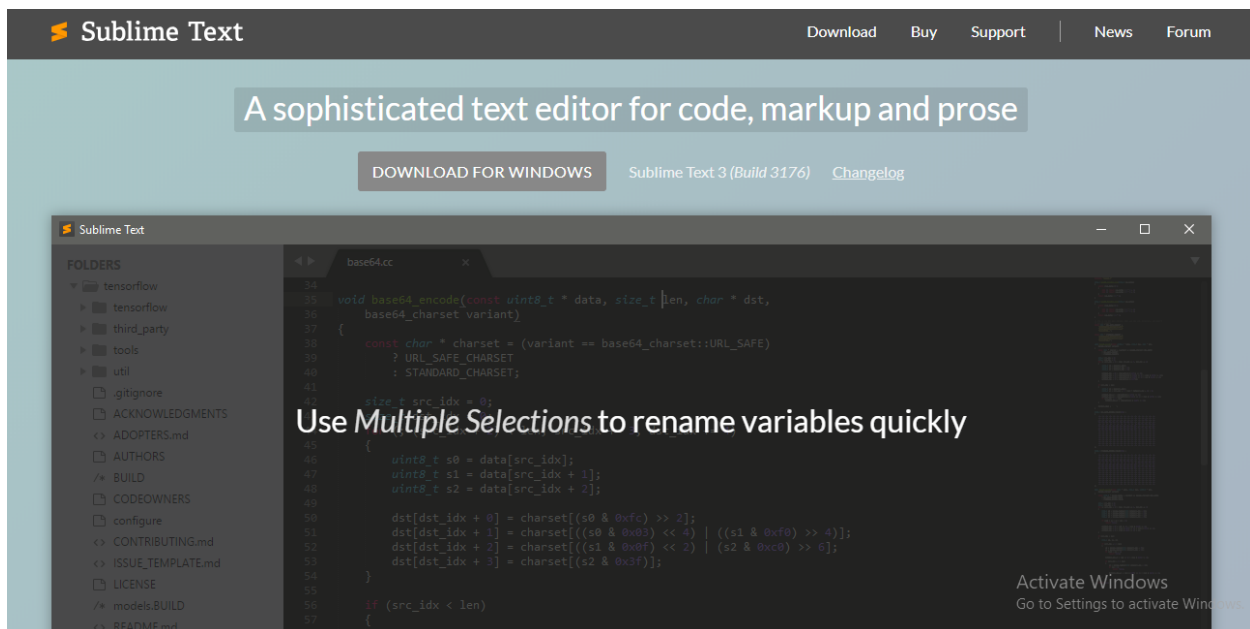 Sublime Text
Download Buy Support News Forum
A sophisticated text editor for code, markup and prose
DOWNLOAD FOR WINDOWS Sublime Text 3 (Build 3176) Changelog
Sublime Text
FOLDERS
tensorflow
tensorflow
third_party
tools
util
.gitignore
ACKNOWLEDGMENTS
<> ADOPTERS.md
AUTHORS
/* BUILD
CODEOWNERS
configure
<> CONTRIBUTING.md
<> ISSUE_TEMPLATE.md
LICENSE
/* models.BUILD
<> README.md
base64.cc ×
34
35 void base64_encode(const uint8_t * data, size_t len, char * dst,
36 base64_charset variant)
37 {
38 const char * charset = (variant == base64_charset::URL_SAFE)
39 ? URL_SAFE_CHARSET
40 : STANDARD_CHARSET;
41
42 size_t src_idx = 0;
Use Multiple Selections to rename variables quickly
45 {
46 uint8_t s0 = data[src_idx];
47 uint8_t s1 = data[src_idx + 1];
48 uint8_t s2 = data[src_idx + 2];
49
50 dst[dst_idx + 0] = charset[(s0 & 0xfc) >> 2];
51 dst[dst_idx + 1] = charset[((s0 & 0x03) << 4) | ((s1 & 0xf0) >> 4)];
52 dst[dst_idx + 2] = charset[((s1 & 0x0f) << 2) | (s2 & 0xc0) >> 6];
53 dst[dst_idx + 3] = charset[(s2 & 0x3f)];
54 }
55
56 if (src_idx < len)
57 {
Activate Windows
Go to Settings to activate Windows.